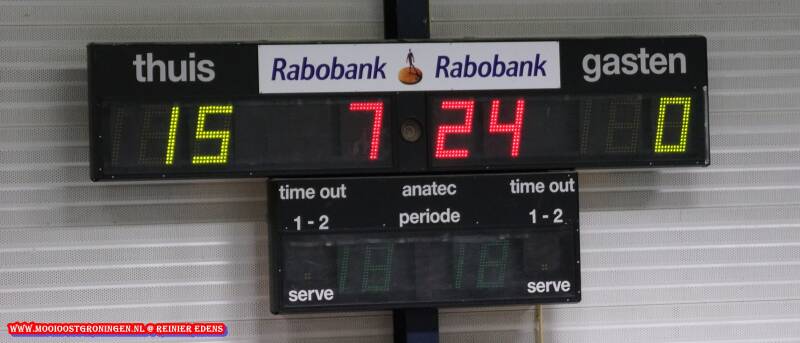 thuis Rabobank Rabobank gasten
15 7 24 0
time out anatec time out
1 - 2 periode 1 - 2
serve serve
WWW.MOOIOOSTGRONINGEN.NL @ REINIER EDENS